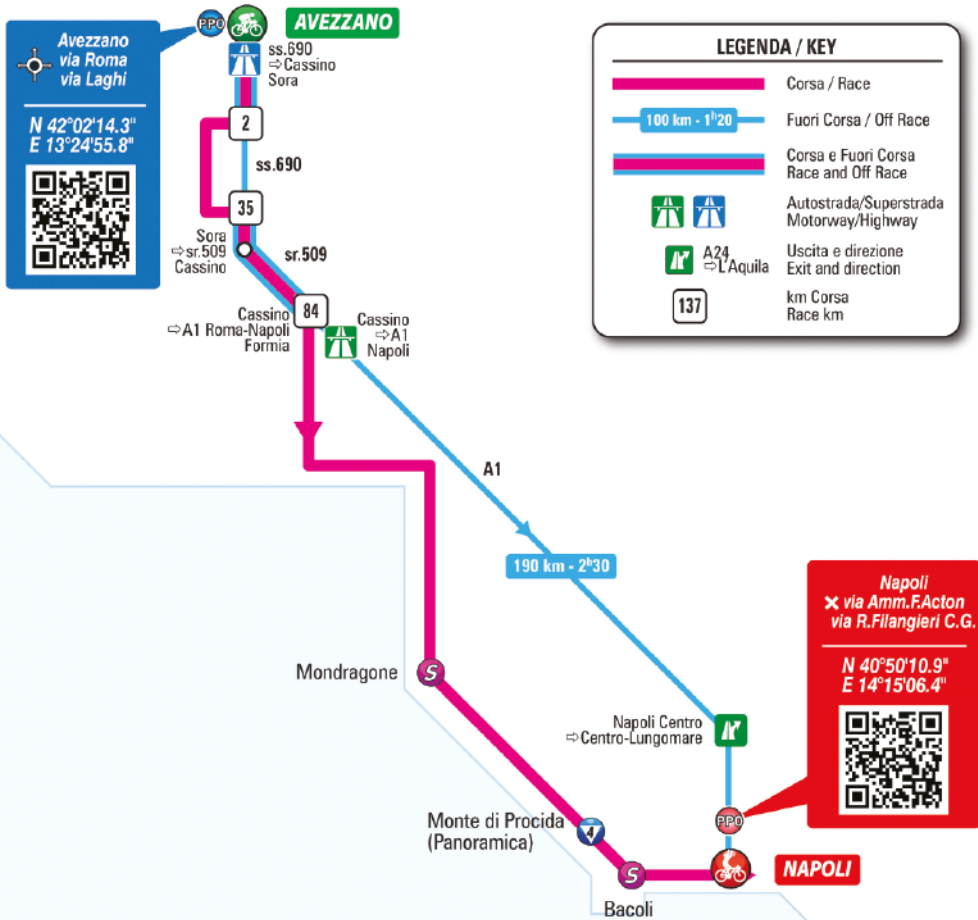 PPO
AVEZZANO
Avezzano
via Roma
via Laghi
N 42°02'14.3"
E 13°24'55.8"
ss.690
⇨Cassino
Sora
2
ss.690
35
Sora
⇨sr.509
Cassino
sr.509
84
Cassino
⇨A1 Roma-Napoli
Formia
Cassino
⇨A1
Napoli
LEGENDA / KEY
Corsa / Race
100 km - 1h20
Fuori Corsa / Off Race
Corsa e Fuori Corsa
Race and Off Race
Autostrada/Superstrada
Motorway/Highway
A24
⇨L'Aquila
Uscita e direzione
Exit and direction
137
km Corsa
Race km
A1
190 km - 2h30
Napoli
via Amm.F.Acton
via R.Filangieri C.G.
N 40°50'10.9"
E 14°15'06.4"
Mondragone
S
Napoli Centro
⇨Centro-Lungomare
Monte di Procida
(Panoramica)
4
PPO
S
Bacoli
NAPOLI